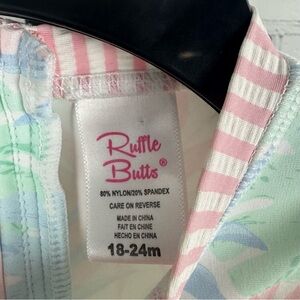 Ruffle
Butts®
80% NYLON/20% SPANDEX
CARE ON REVERSE
MADE IN CHINA
FAIT EN CHINE
HECHO EN CHINA
18-24m